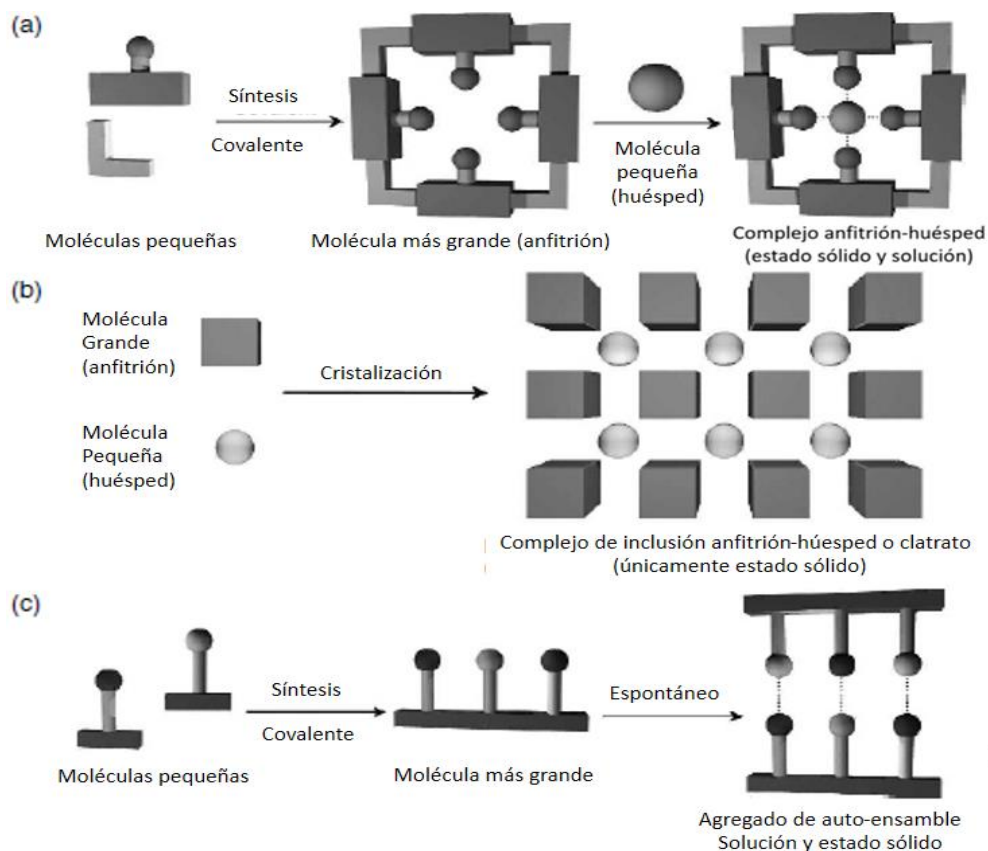 (a)
Síntesis
Covalente
Molécula
pequeña
(huésped)
Moléculas pequeñas
Molécula más grande (anfitrión)
Complejo anfitrión-huésped
(estado sólido y solución)
(b)
Molécula
Grande
(anfitrión)
Cristalización
Molécula
Pequeña
(huésped)
Complejo de inclusión anfitrión-húesped o clatrato
(únicamente estado sólido)
(c)
Síntesis
Covalente
Espontáneo
Moléculas pequeñas
Molécula más grande
Agregado de auto-ensamble
Solución y estado sólido